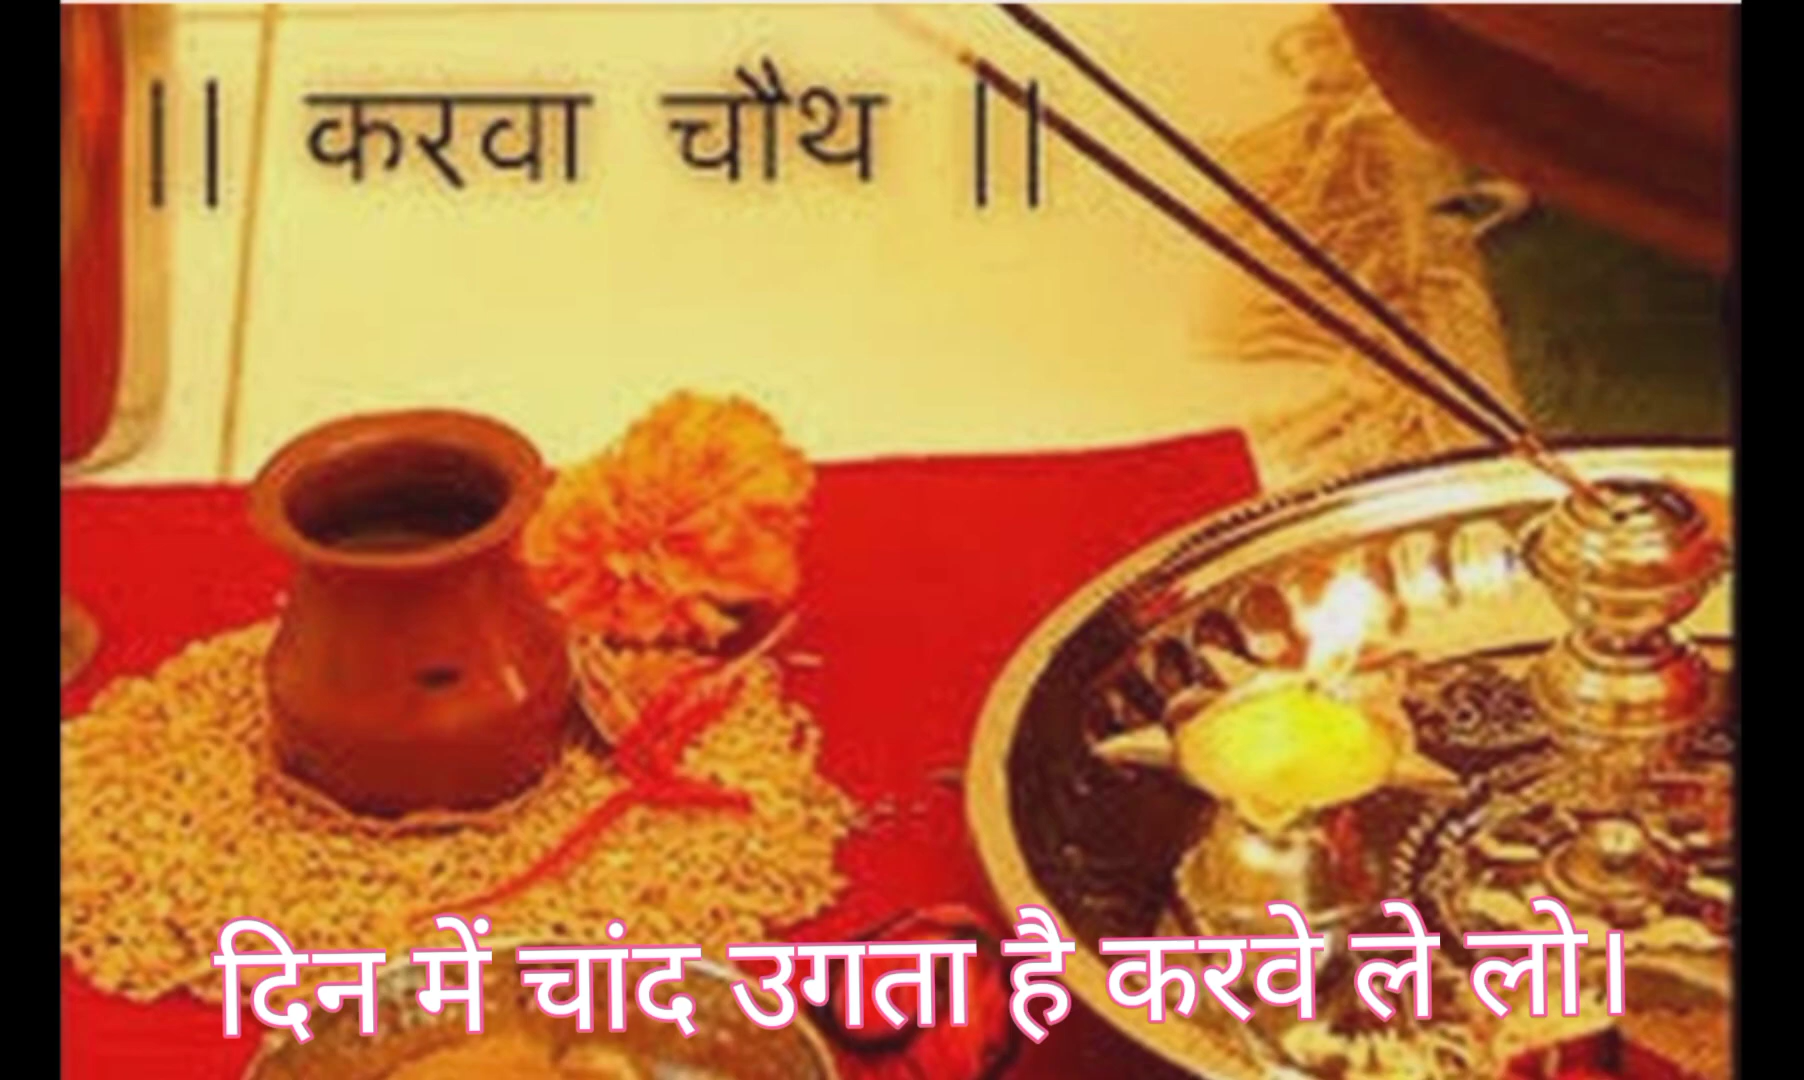 || करवा चौथ ||
दिन में चांद उगता है करवे ले लो।